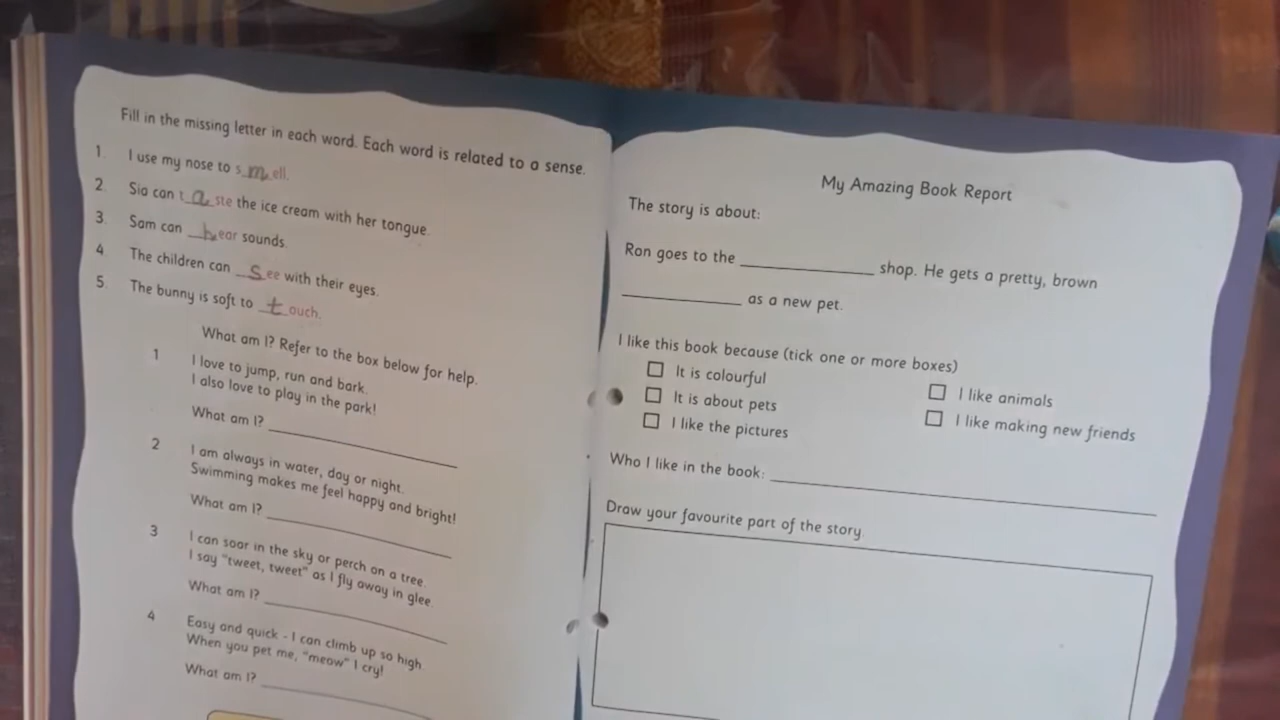 Fill in the missing letter in each word. Each word is related to a sense.
1. I use my nose to smell.
2. Sia can taste the ice cream with her tongue.
3. Sam can hear sounds.
4. The children can see with their eyes.
5. The bunny is soft to touch.
What am I? Refer to the box below for help.
1 I love to jump, run and bark.
I also love to play in the park!
What am I? ____
2 I am always in water, day or night.
Swimming makes me feel happy and bright!
What am I? ____
3 I can soar in the sky or perch on a tree.
I say "tweet, tweet" as I fly away in glee.
What am I? ____
4 Easy and quick - I can climb up so high.
When you pet me, "meow" I cry!
What am I? ____
My Amazing Book Report
The story is about:
Ron goes to the ____ shop. He gets a pretty, brown
____ as a new pet.
I like this book because (tick one or more boxes)
It is colourful
It is about pets
I like the pictures
I like animals
I like making new friends
Who I like in the book: ____
Draw your favourite part of the story.